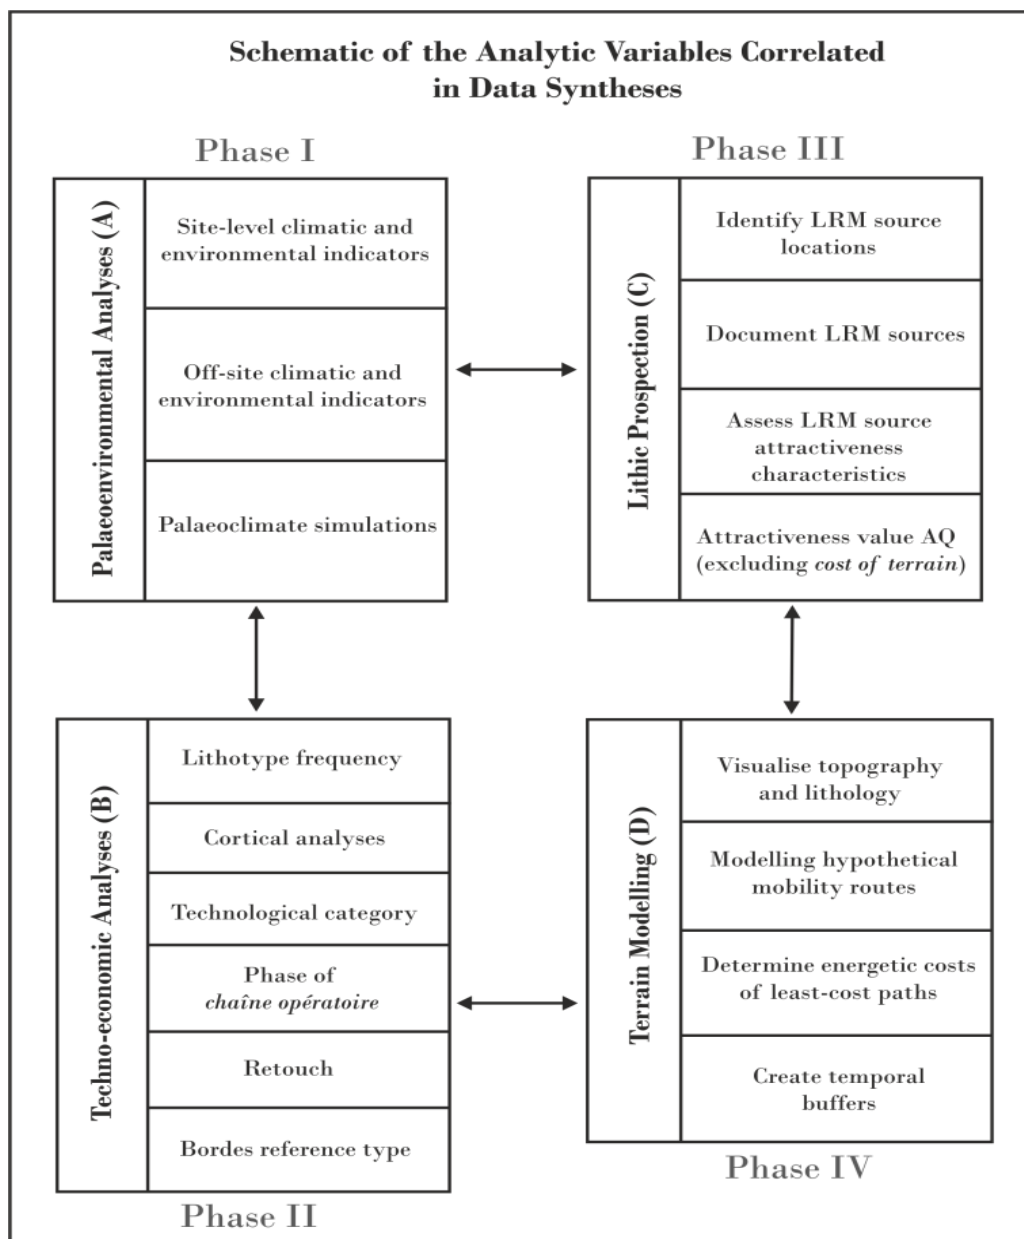 Schematic of the Analytic Variables Correlated
in Data Syntheses
Phase I
Palaeoenvironmental Analyses (A)
Site-level climatic and
environmental indicators
Off-site climatic and
environmental indicators
Palaeoclimate simulations
Phase III
Lithic Prospection (C)
Identify LRM source
locations
Document LRM sources
Assess LRM source
attractiveness
characteristics
Attractiveness value AQ
(excluding cost of terrain)
Techno-economic Analyses (B)
Lithotype frequency
Cortical analyses
Technological category
Phase of
chaîne opératoire
Retouch
Bordes reference type
Phase II
Terrain Modelling (D)
Visualise topography
and lithology
Modelling hypothetical
mobility routes
Determine energetic costs
of least-cost paths
Create temporal
buffers
Phase IV